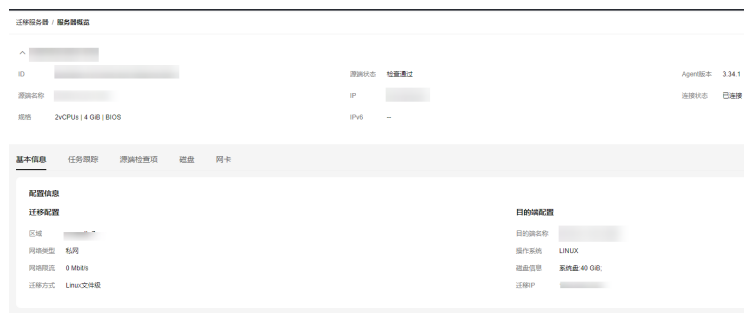 迁移服务器 / 服务器概览
ID
源端状态 检查通过
Agent版本 3.34.1
源端名称
IP
连接状态 已连接
规格 2vCPUs | 4 GiB | BIOS
IPv6 --
基本信息 任务跟踪 源端检查项 磁盘 网卡
配置信息
迁移配置
目的端配置
区域
目的端名称
网络类型 私网
操作系统 LINUX
网络限流 0 Mbit/s
磁盘信息 系统盘:40 GiB;
迁移方式 Linux文件级
迁移IP